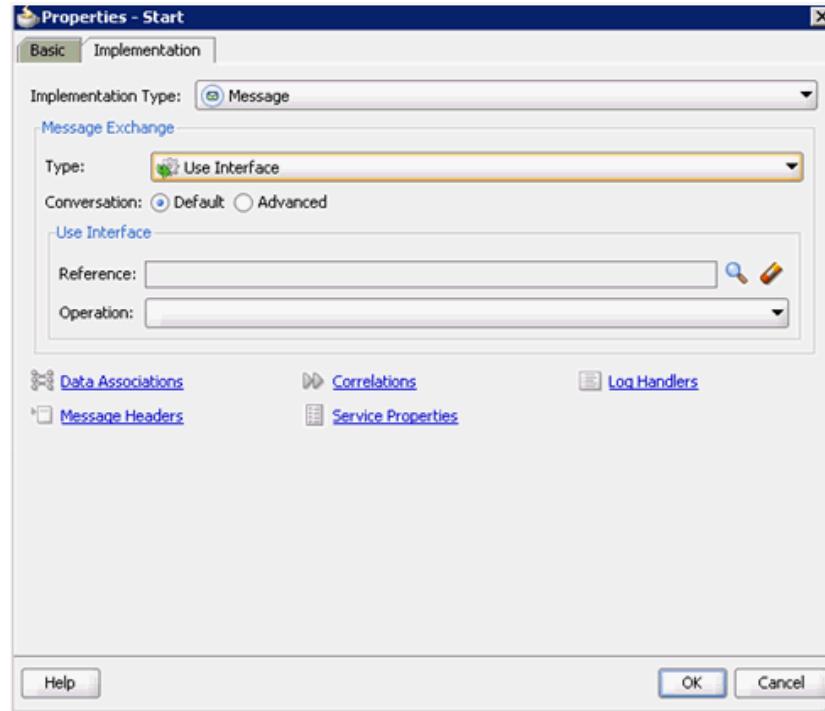 Properties - Start
Basic Implementation
Implementation Type: Message
Message Exchange
Type: Use Interface
Conversation: Default Advanced
Use Interface
Reference:
Operation:
Data Associations Correlations Log Handlers
Message Headers Service Properties
Help OK Cancel